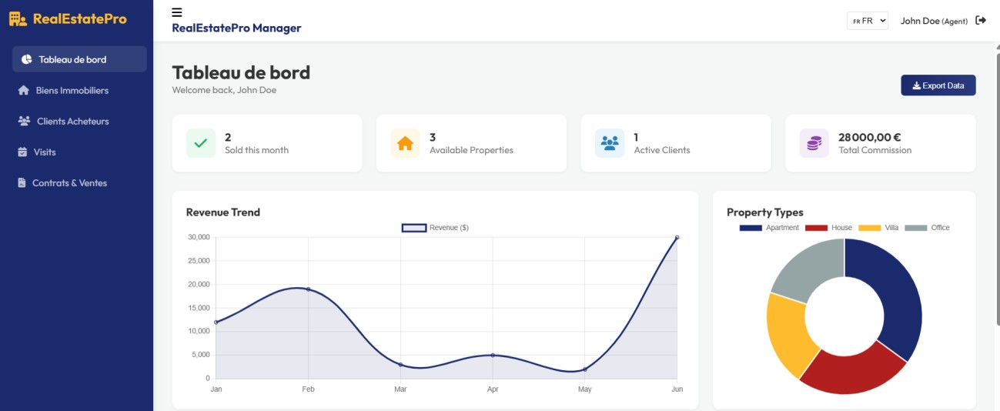 RealEstatePro
Tableau de bord
Biens Immobiliers
Clients Acheteurs
Visits
Contrats & Ventes
RealEstatePro Manager
FR FR
John Doe (Agent)
Tableau de bord
Welcome back, John Doe
Export Data
2
Sold this month
3
Available Properties
1
Active Clients
28 000,00 €
Total Commission
Revenue Trend
Revenue ($)
30,000
25,000
20,000
15,000
10,000
5,000
0
Jan Feb Mar Apr May Jun
Property Types
Apartment House Villa Office